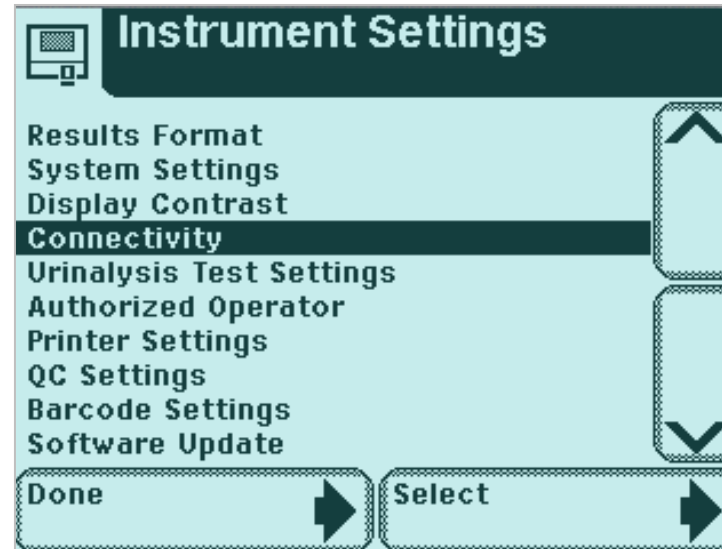 Instrument Settings
Results Format
System Settings
Display Contrast
Connectivity
Urinalysis Test Settings
Authorized Operator
Printer Settings
QC Settings
Barcode Settings
Software Update
Done
Select